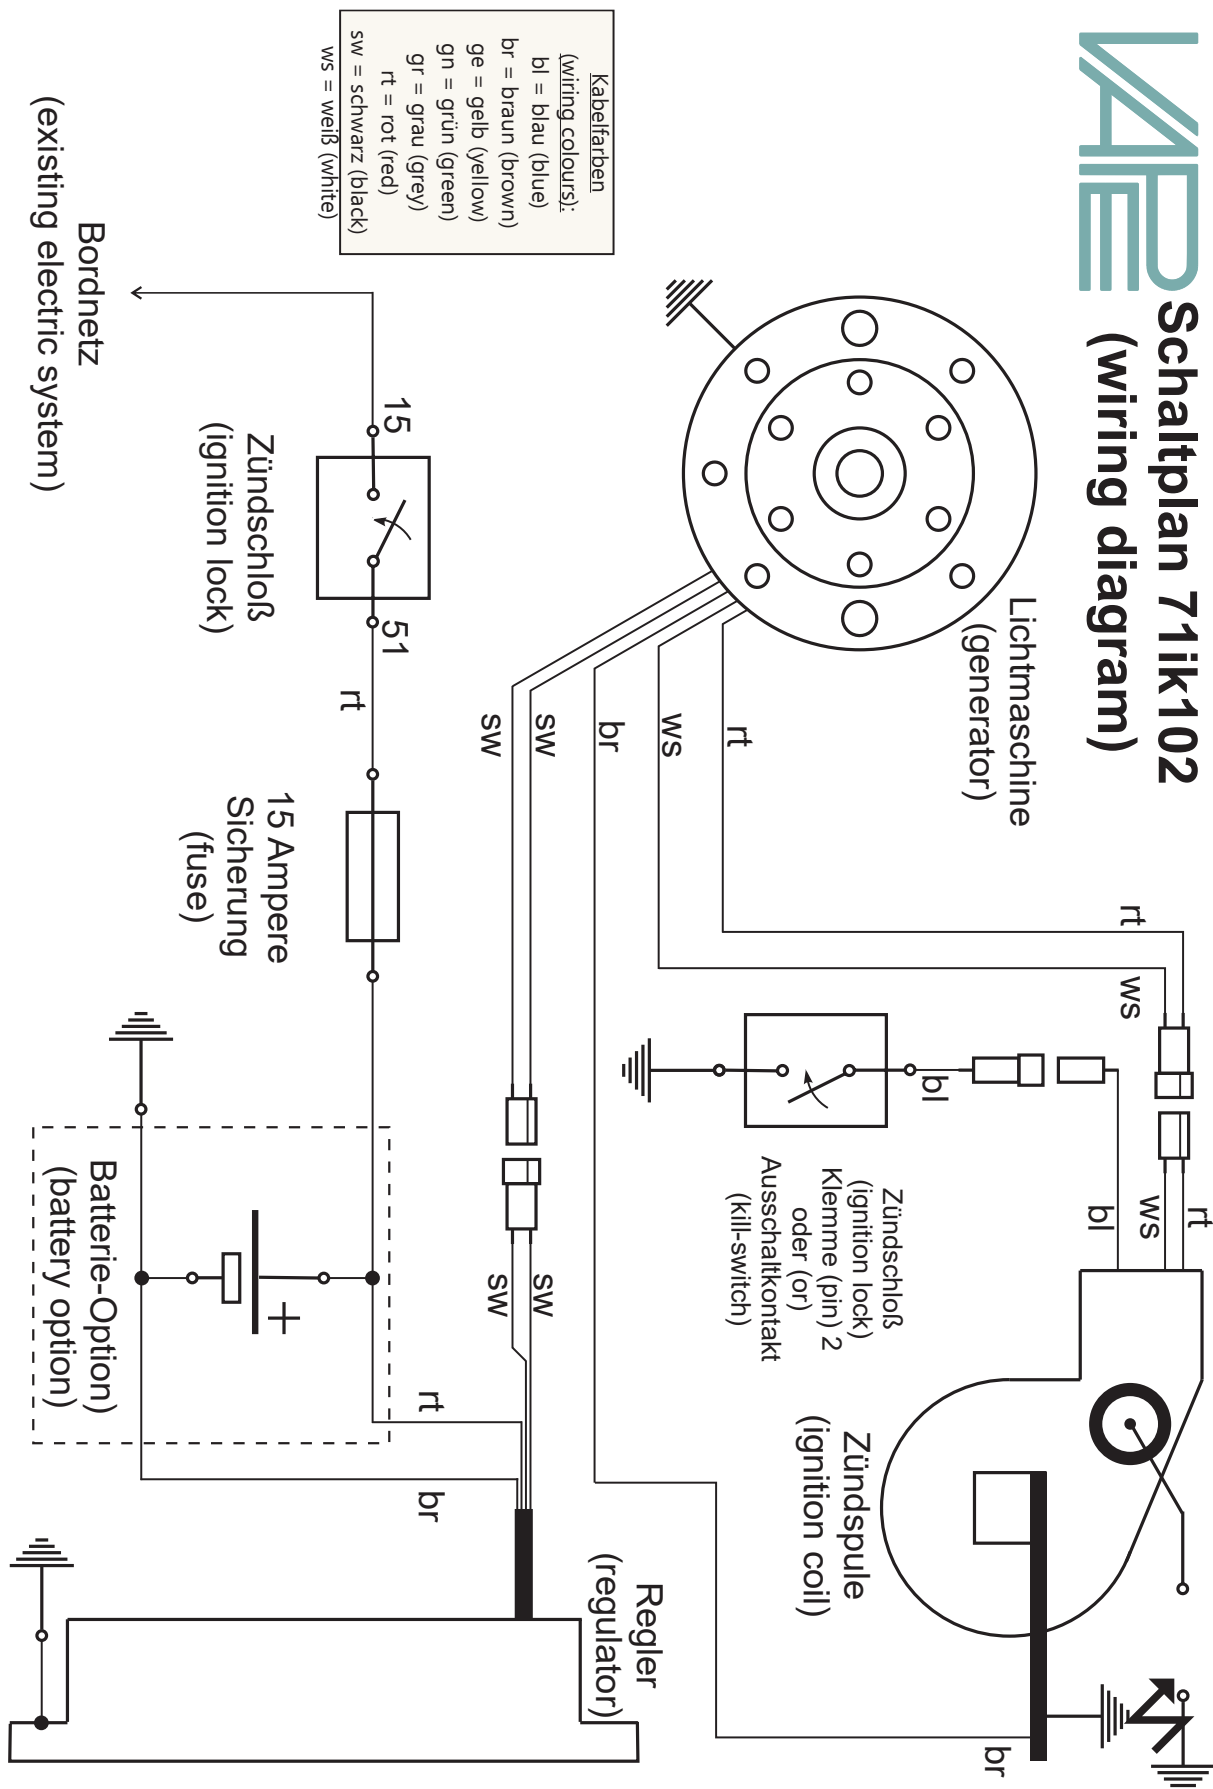 VAPE
Schaltplan 71ik102
(wiring diagram)
Lichtmaschine
(generator)
rt
ws
br
sw
sw
rt
ws
rt
ws
bl
bl
Zündschloß
(ignition lock)
Klemme (pin) 2
oder (or)
Ausschaltkontakt
(kill-switch)
Zündspule
(ignition coil)
br
Kabelfarben
(wiring colours):
bl = blau (blue)
br = braun (brown)
ge = gelb (yellow)
gn = grün (green)
gr = grau (grey)
rt = rot (red)
sw = schwarz (black)
ws = weiß (white)
sw
sw
Regler
(regulator)
15
51
Zündschloß
(ignition lock)
rt
15 Ampere
Sicherung
(fuse)
+
rt
br
Batterie-Option)
(battery option)
Bordnetz
(existing electric system)